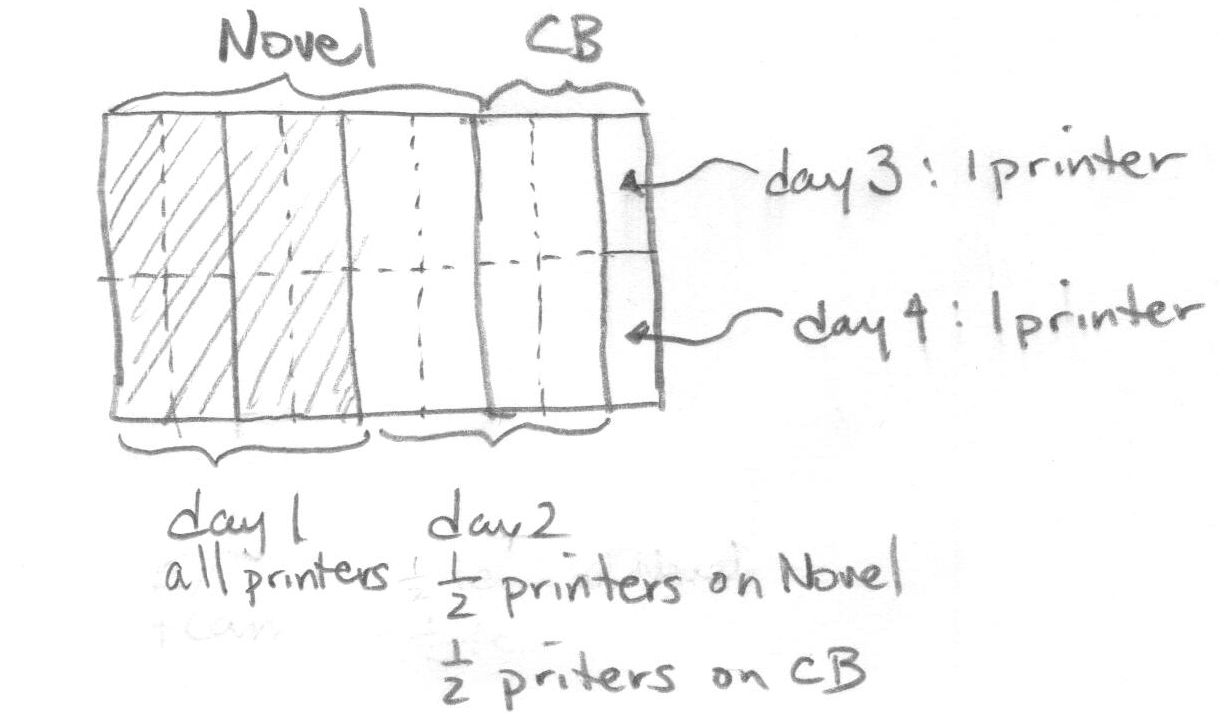 Novel CB
day 3 : 1 printer
day 4 : 1 printer
day 1 day 2
all printers 1/2 printers on Novel
1/2 priters on CB